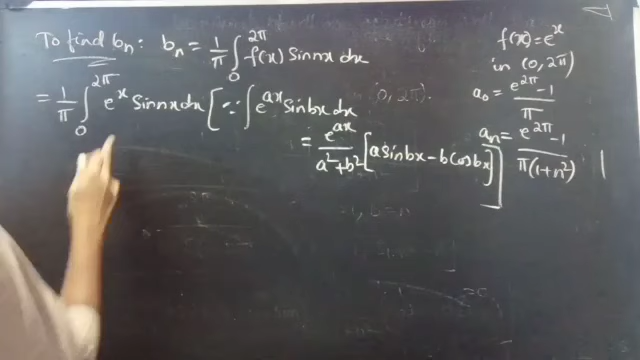 To find bₙ: bₙ = 1/π ∫₀^2π f(x) Sin nx dx
f(x) = eˣ
in (0, 2π)
= 1/π ∫₀^2π eˣ Sin nx dx [∵ ∫ e^ax Sin bx dx
= e^ax/(a²+b²) [a Sin bx - b Cos bx]]
a₀ = (e^2π - 1)/π
aₙ = (e^2π - 1)/(π(1+n²))